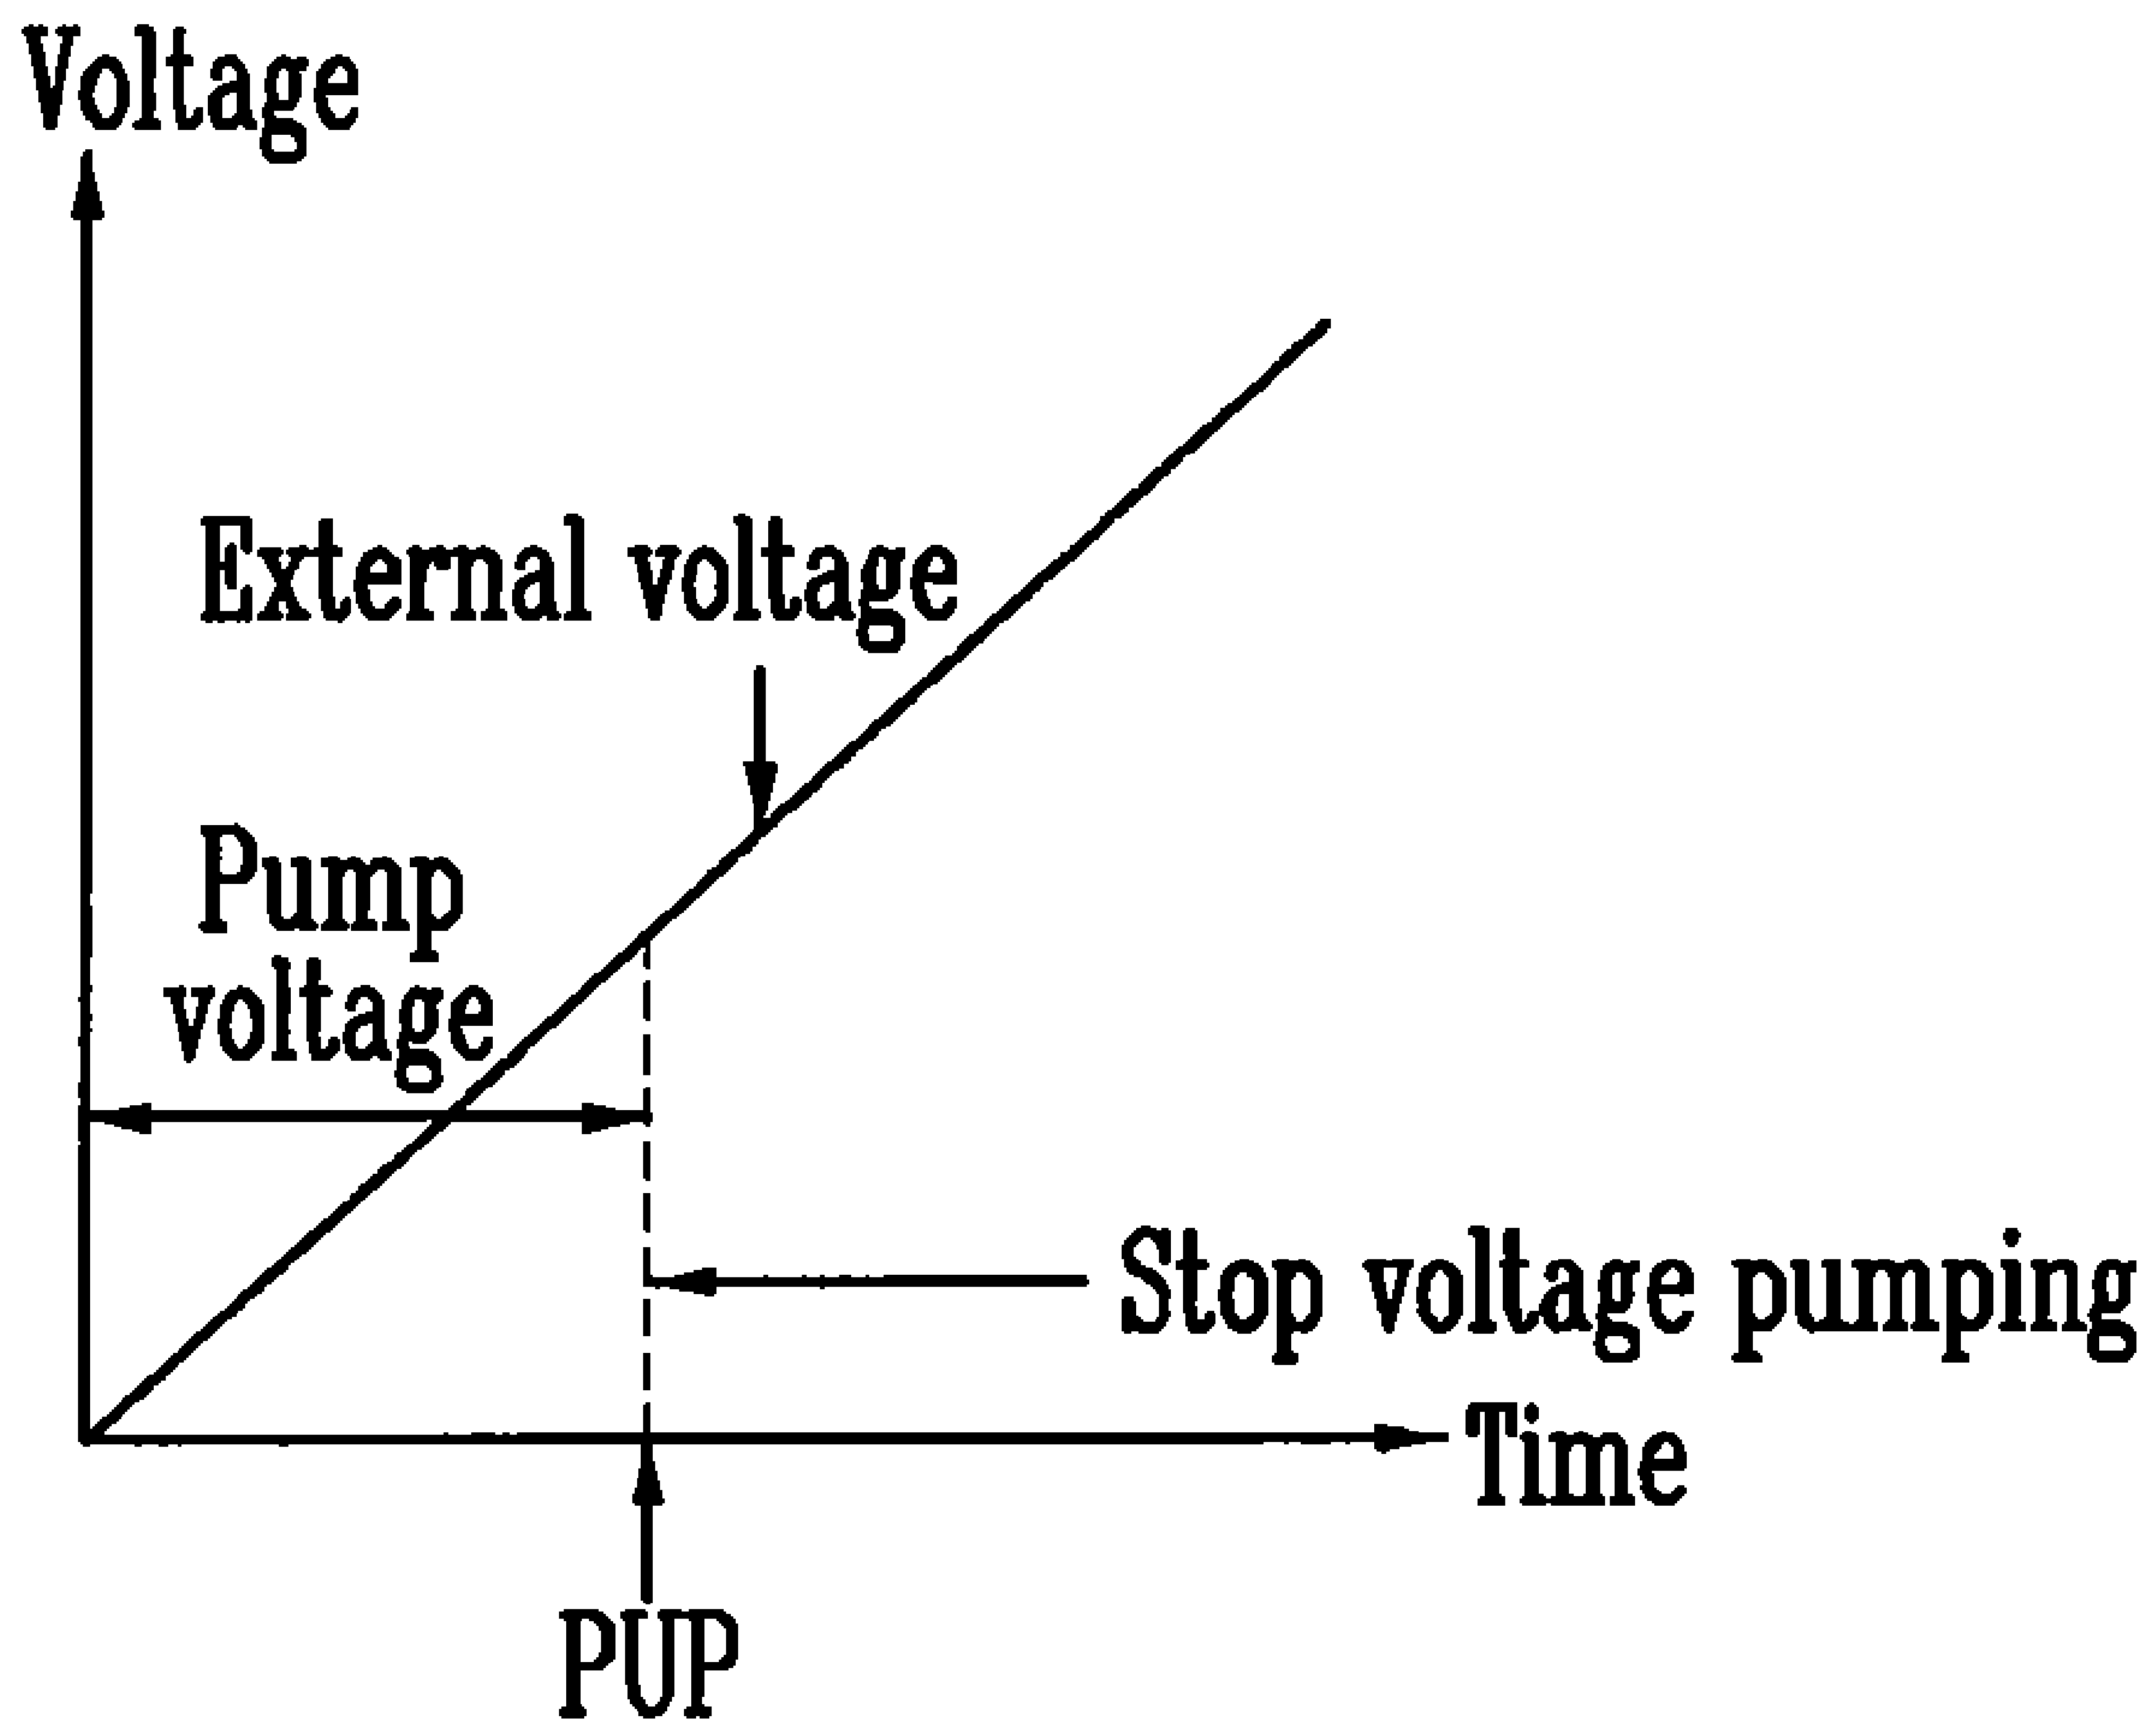 Voltage
External voltage
Pump
voltage
Stop voltage pumping
Time
PUP